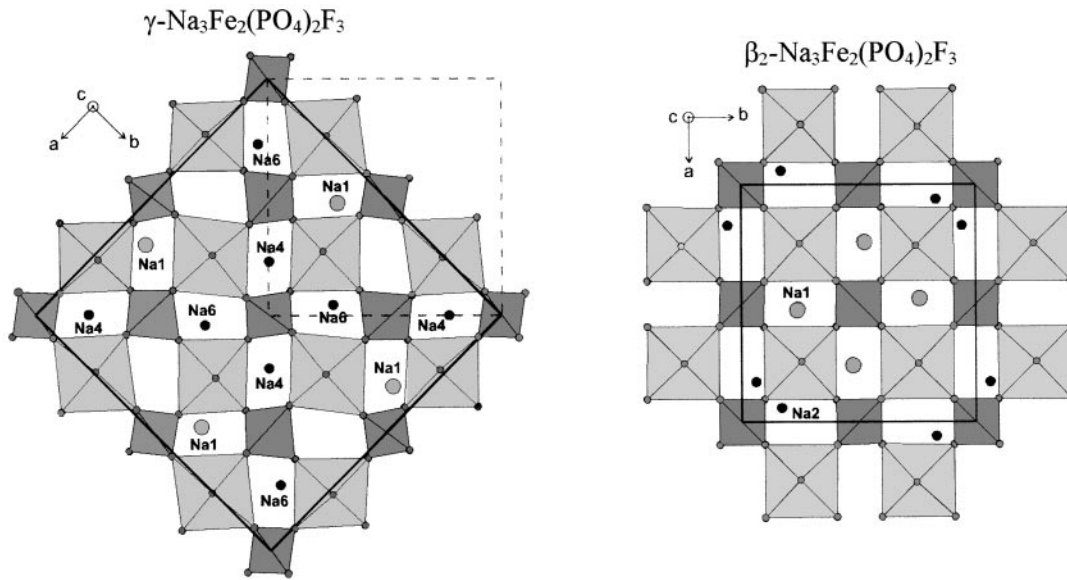 γ-Na₃Fe₂(PO₄)₂F₃
β₂-Na₃Fe₂(PO₄)₂F₃
c
a
b
c
b
a
Na6
Na1
Na1
Na4
Na4
Na6
Na6
Na4
Na1
Na4
Na1
Na1
Na2
Na6